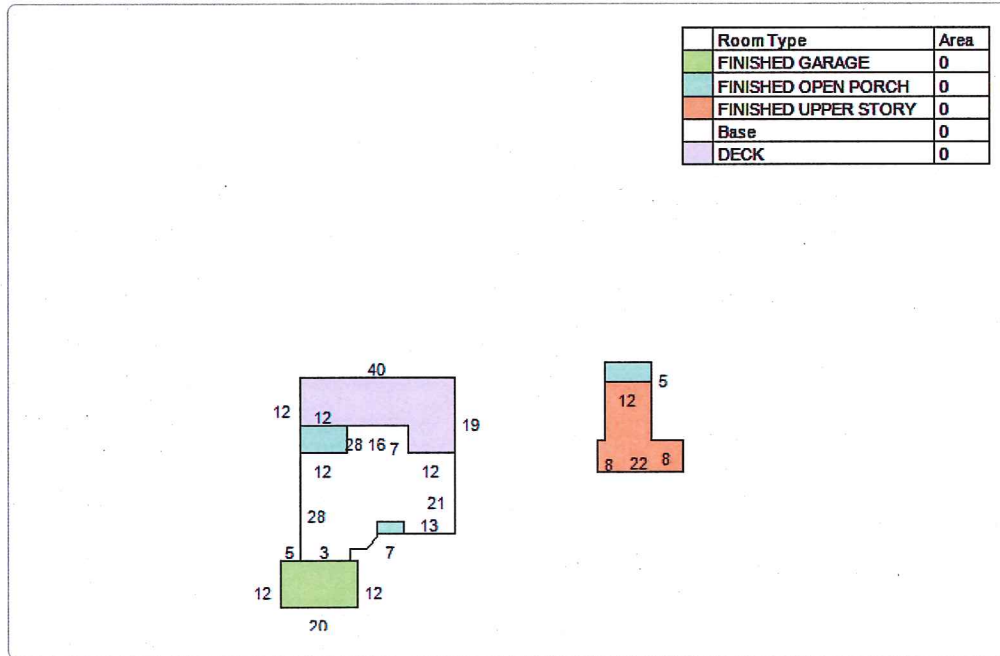 Room Type Area
FINISHED GARAGE 0
FINISHED OPEN PORCH 0
FINISHED UPPER STORY 0
Base 0
DECK 0
40
12 12 19
28 16 7
12 12
28 21
13
5 3 7
12 12
20
5
12
8 22 8